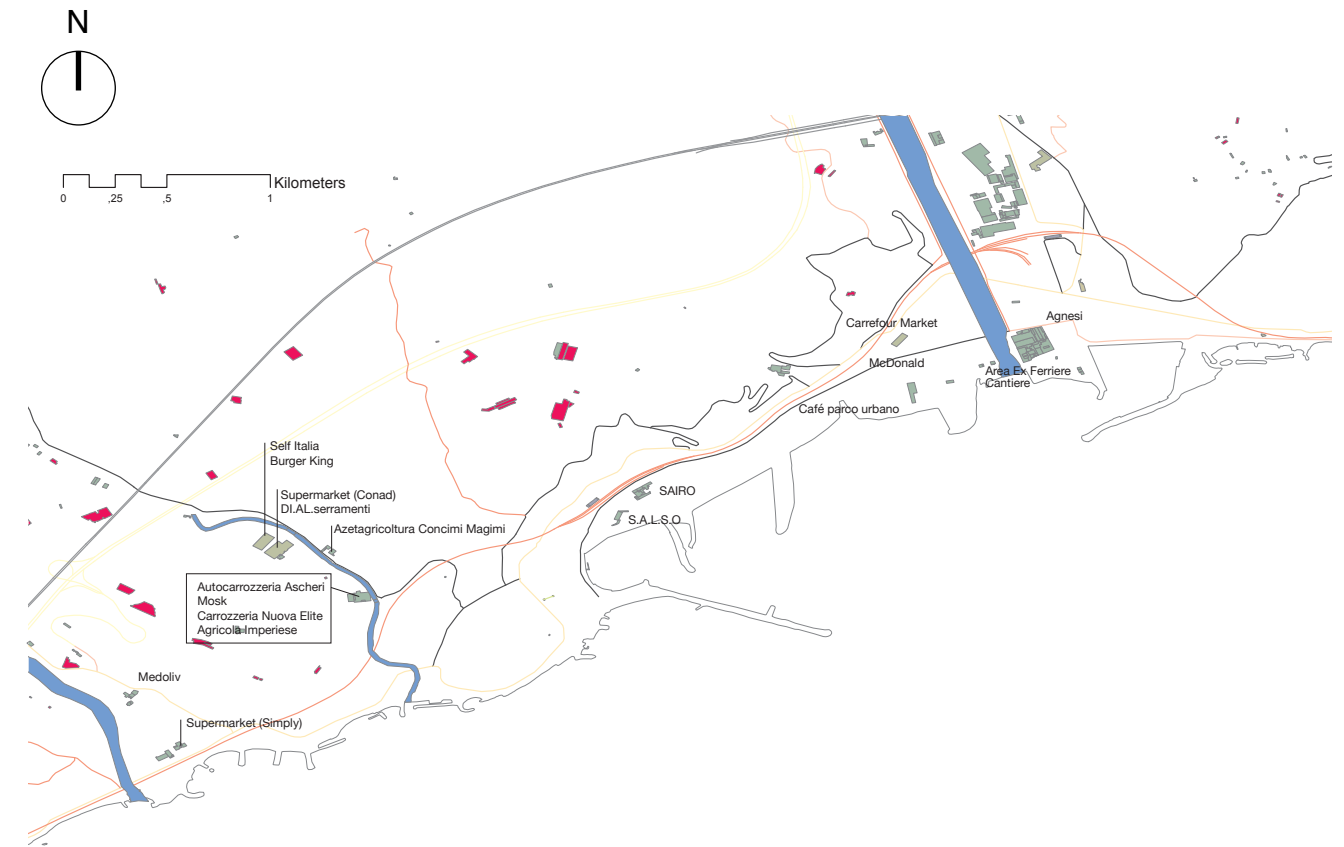 N
Kilometers
0 ,25 ,5 1
Agnesi
Carrefour Market
McDonald
Area Ex Ferriere
Cantiere
Café parco urbano
Self Italia
Burger King
Supermarket (Conad)
DI.AL.serramenti
SAIRO
S.A.L.S.O
Azetagricoltura Concimi Magimi
Autocarrozzeria Ascheri
Mosk
Carrozzeria Nuova Elite
Agricola Imperiese
Medoliv
Supermarket (Simply)